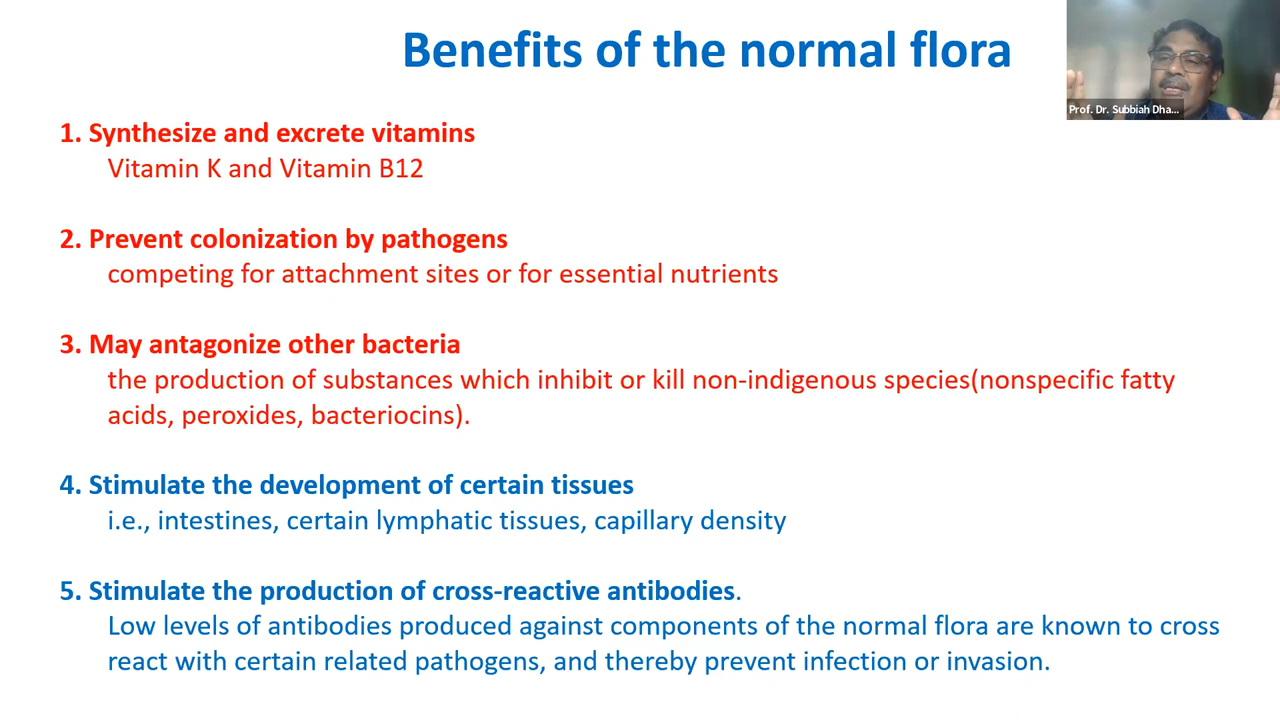 Benefits of the normal flora
Prof. Dr. Subbiah Dha...
1. Synthesize and excrete vitamins
Vitamin K and Vitamin B12
2. Prevent colonization by pathogens
competing for attachment sites or for essential nutrients
3. May antagonize other bacteria
the production of substances which inhibit or kill non-indigenous species(nonspecific fatty
acids, peroxides, bacteriocins).
4. Stimulate the development of certain tissues
i.e., intestines, certain lymphatic tissues, capillary density
5. Stimulate the production of cross-reactive antibodies.
Low levels of antibodies produced against components of the normal flora are known to cross
react with certain related pathogens, and thereby prevent infection or invasion.